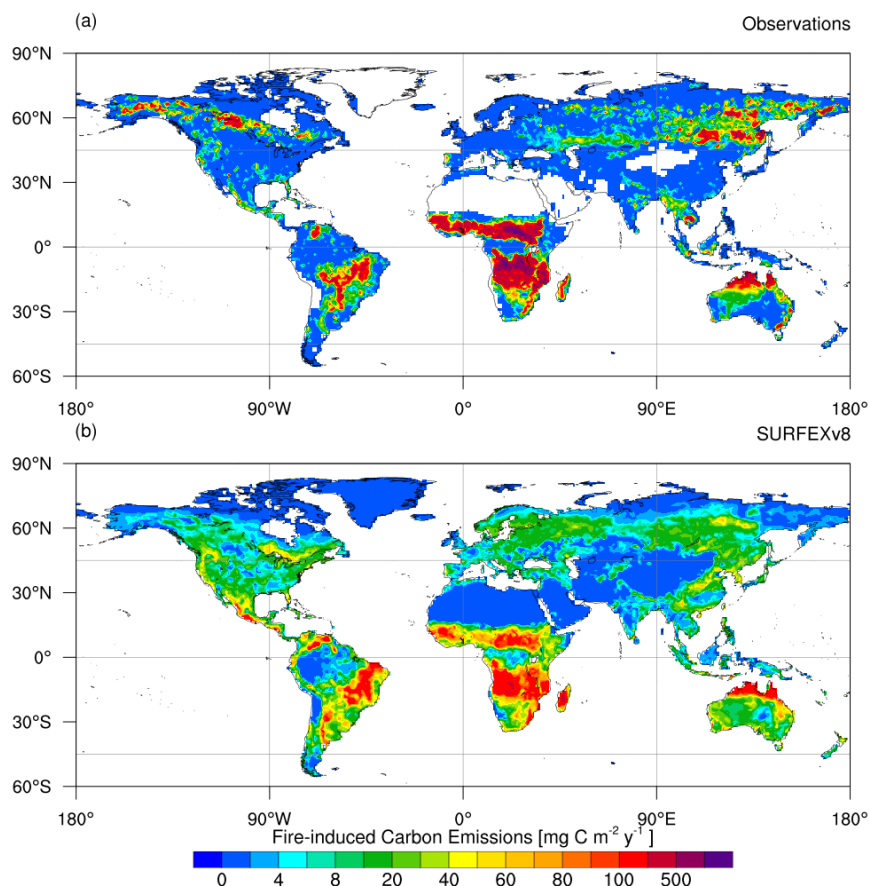 (a)
Observations
90°N
60°N
30°N
0°
30°S
60°S
180° 90°W 0° 90°E 180°
(b)
SURFEXv8
90°N
60°N
30°N
0°
30°S
60°S
180° 90°W 0° 90°E 180°
Fire-induced Carbon Emissions [mg C m⁻² y⁻¹ ]
0 4 8 20 40 60 80 100 500